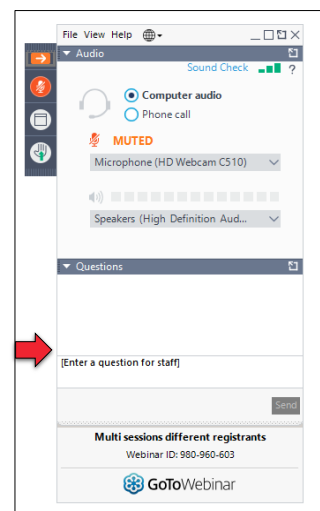 File View Help
Audio
Sound Check ?
Computer audio
Phone call
MUTED
Microphone (HD Webcam C510)
Speakers (High Definition Aud...
Questions
[Enter a question for staff]
Send
Multi sessions different registrants
Webinar ID: 980-960-603
GoToWebinar